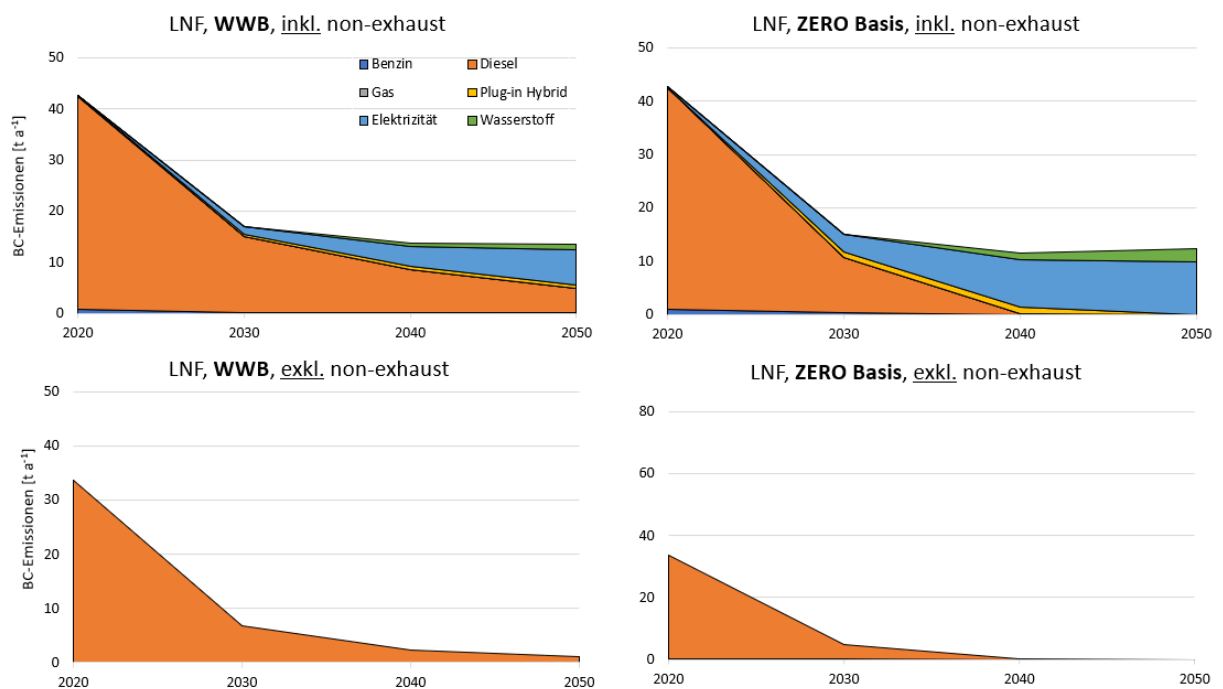 LNF, WWB, inkl. non-exhaust
BC-Emissionen [t a⁻¹]
50
40
30
20
10
0
2020 2030 2040 2050
Benzin Diesel
Gas Plug-in Hybrid
Elektrizität Wasserstoff
LNF, ZERO Basis, inkl. non-exhaust
50
40
30
20
10
0
2020 2030 2040 2050
LNF, WWB, exkl. non-exhaust
BC-Emissionen [t a⁻¹]
50
40
30
20
10
0
2020 2030 2040 2050
LNF, ZERO Basis, exkl. non-exhaust
80
60
40
20
0
2020 2030 2040 2050